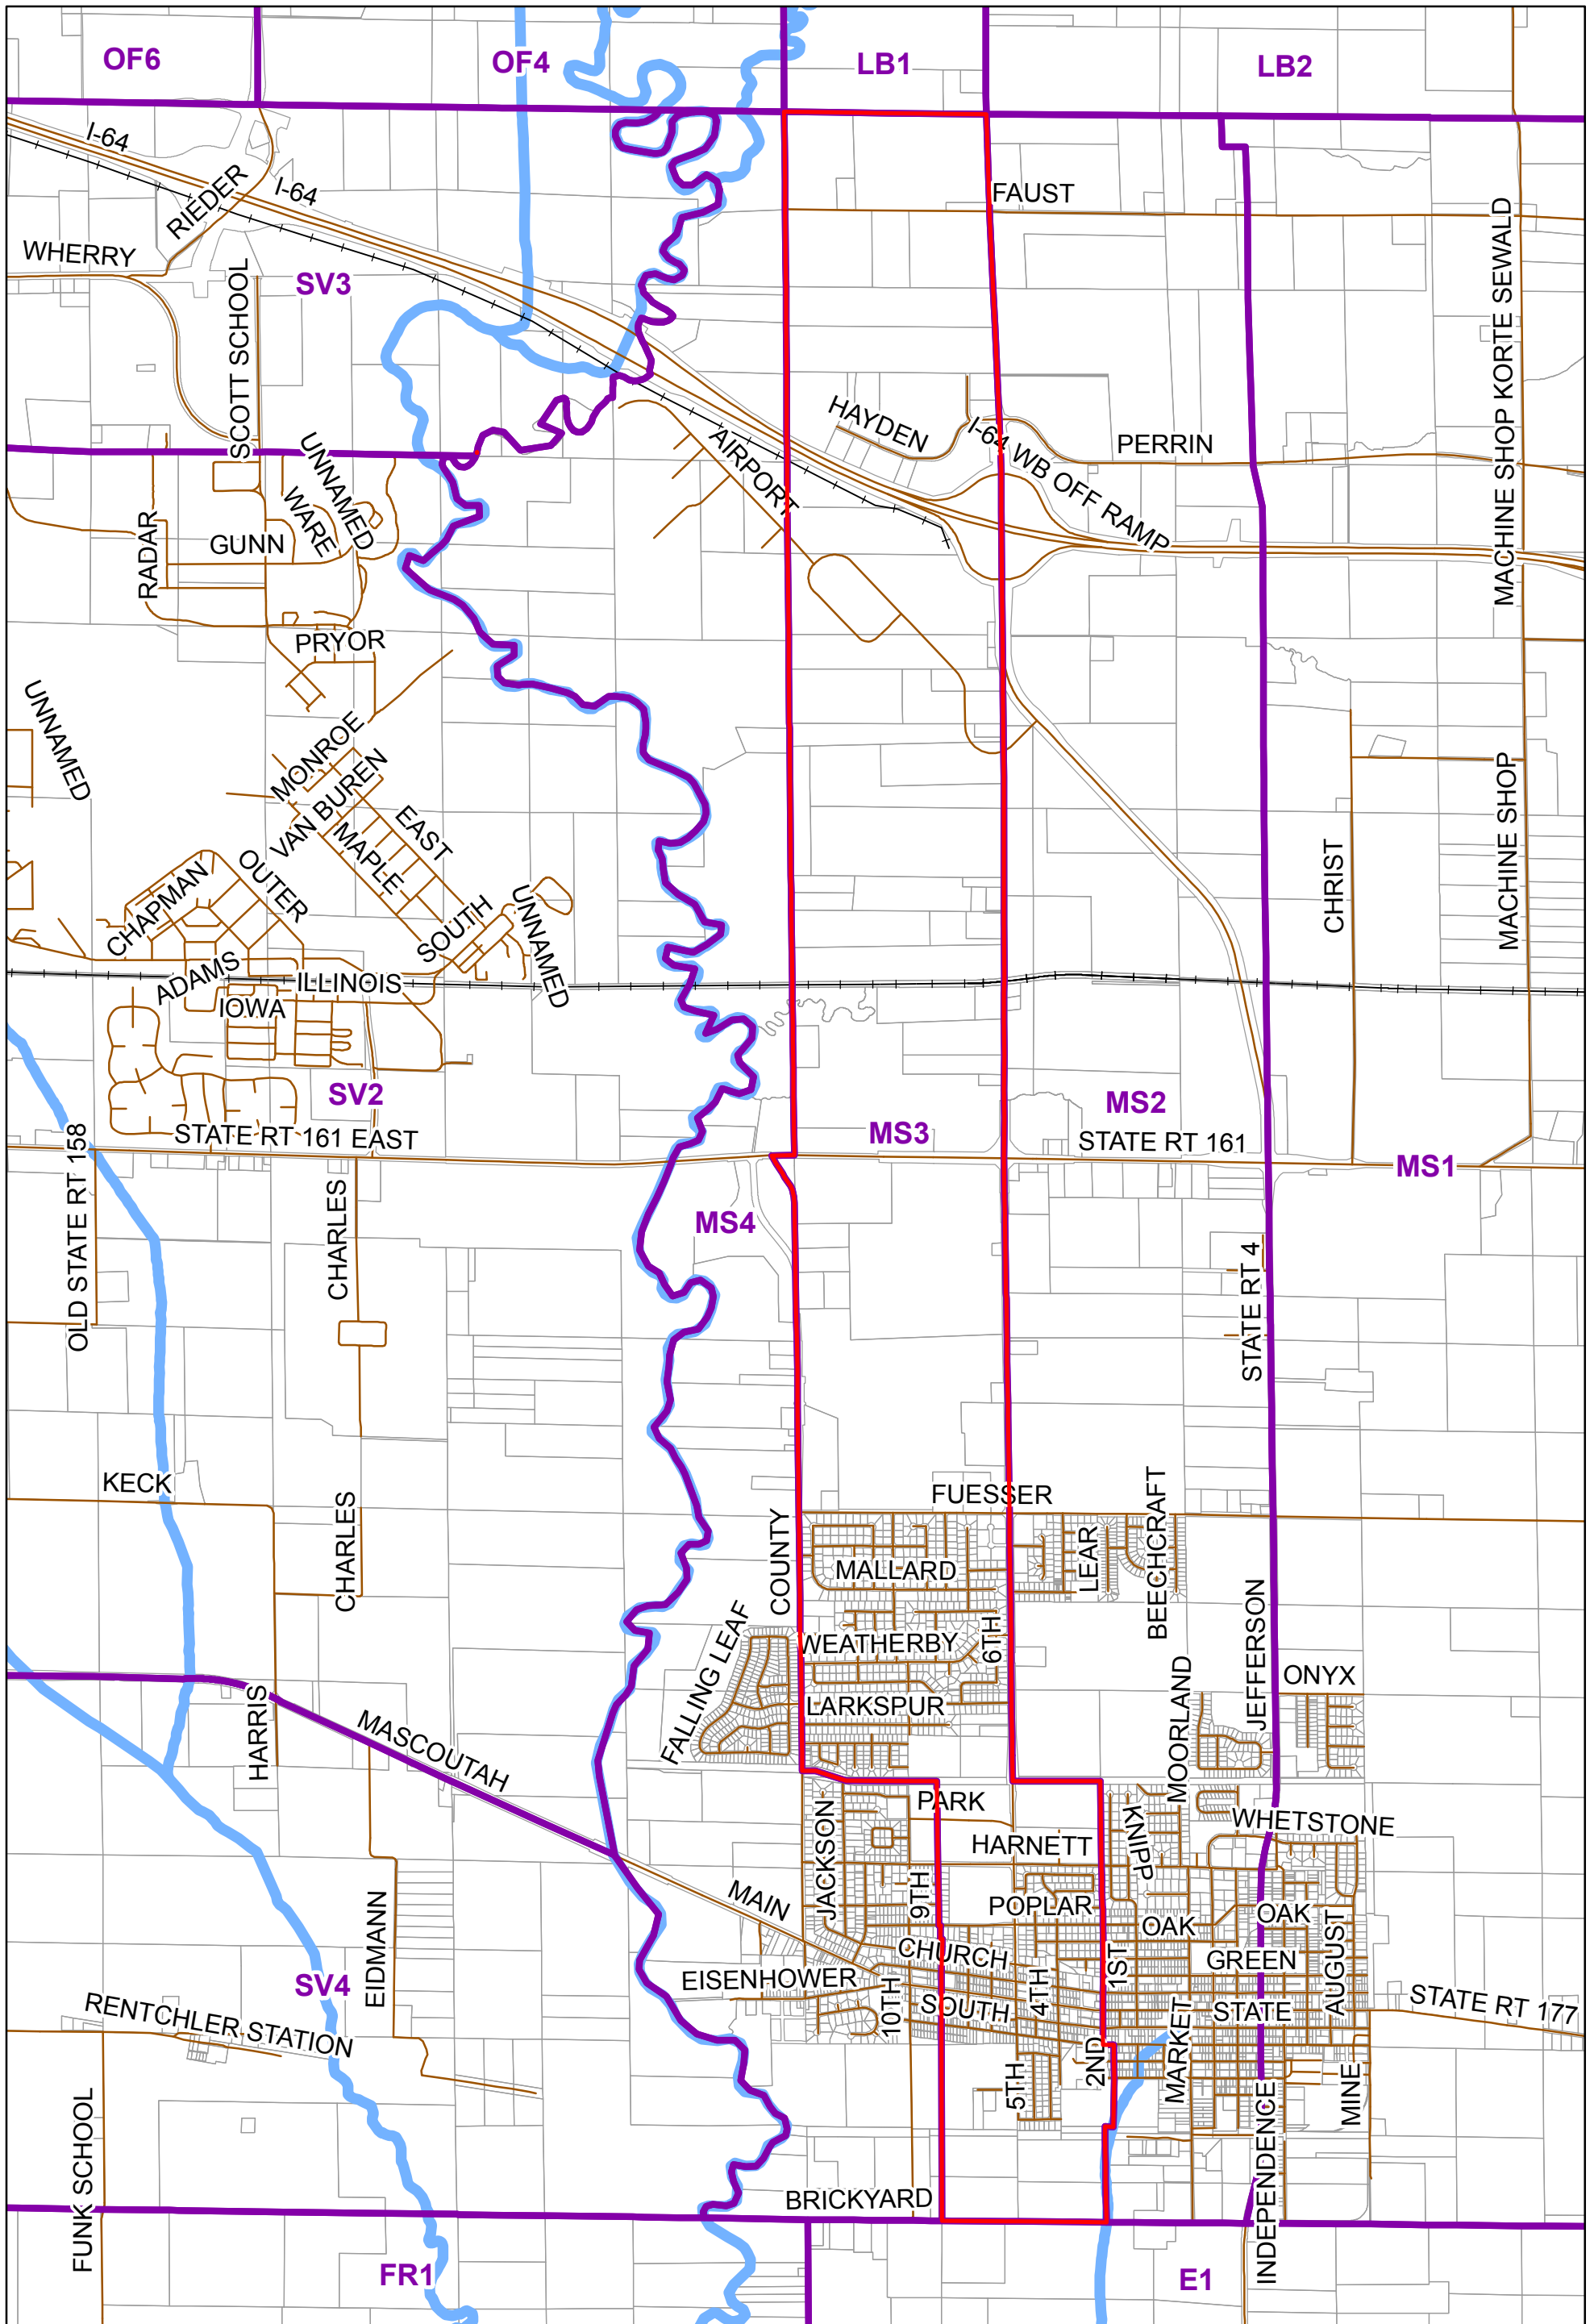 OF6
OF4
LB1
LB2
I-64
I-64
RIEDER
FAUST
WHERRY
SV3
SCOTT SCHOOL
MACHINE SHOP KORTE SEWALD
HAYDEN
I-64 WB OFF RAMP
PERRIN
AIRPORT
UNNAMED
WARE
RADAR
GUNN
PRYOR
UNNAMED
MONROE
VAN BUREN
EAST
MAPLE
MACHINE SHOP
CHRIST
CHAPMAN
OUTER
SOUTH
UNNAMED
ADAMS
ILLINOIS
IOWA
SV2
MS2
MS3
STATE RT 161 EAST
STATE RT 161
MS1
OLD STATE RT 158
CHARLES
MS4
STATE RT 4
KECK
FUESSER
CHARLES
COUNTY
LEAR
BEECHCRAFT
MALLARD
WEATHERBY
6TH
FALLING LEAF
LARKSPUR
JEFFERSON
ONYX
MOORLAND
HARRIS
MASCOUTAH
PARK
KNIPP
WHETSTONE
JACKSON
HARNETT
MAIN
9TH
POPLAR
OAK
OAK
EIDMANN
CHURCH
1ST
GREEN
AUGUST
SV4
EISENHOWER
4TH
10TH
SOUTH
STATE
STATE RT 177
RENTCHLER STATION
MARKET
5TH
2ND
MINE
FUNK SCHOOL
BRICKYARD
INDEPENDENCE
FR1
E1